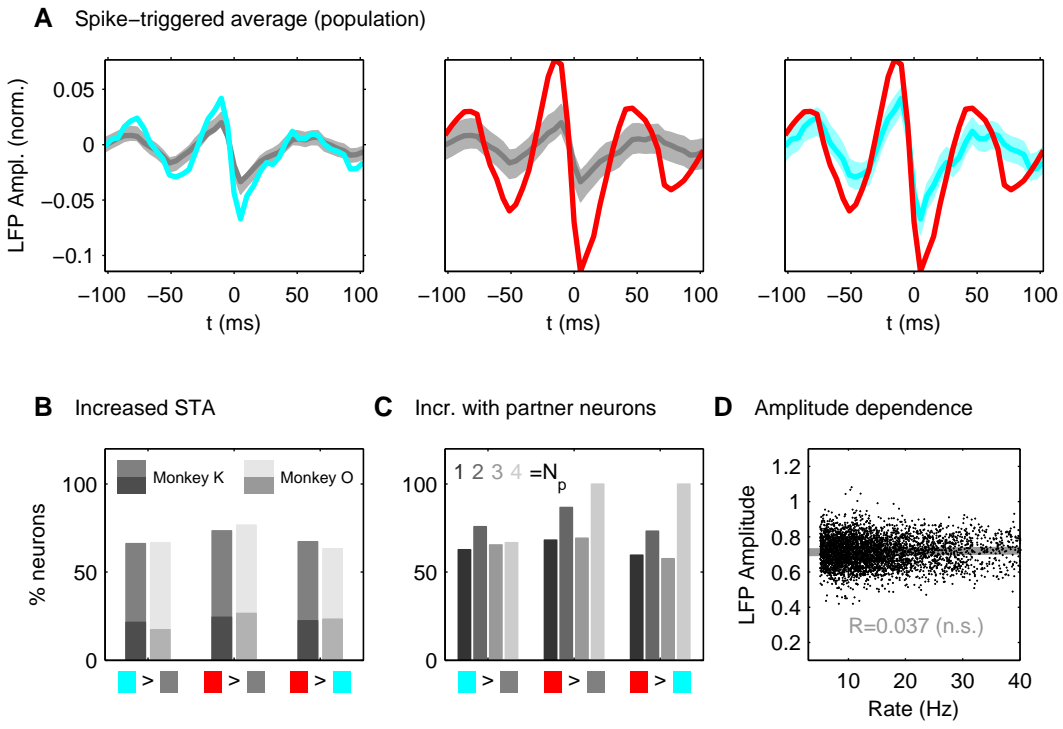 A Spike−triggered average (population)
LFP Ampl. (norm.)
0.05
0
−0.05
−0.1
−100 −50 0 50 100
t (ms)
−100 −50 0 50 100
t (ms)
−100 −50 0 50 100
t (ms)
B Increased STA
% neurons
100
50
0
Monkey K
Monkey O
>
>
>
C Incr. with partner neurons
100
50
0
1 2 3 4 =Np
>
>
>
D Amplitude dependence
LFP Amplitude
1.2
1
0.8
0.6
0.4
0.2
R=0.037 (n.s.)
10 20 30 40
Rate (Hz)